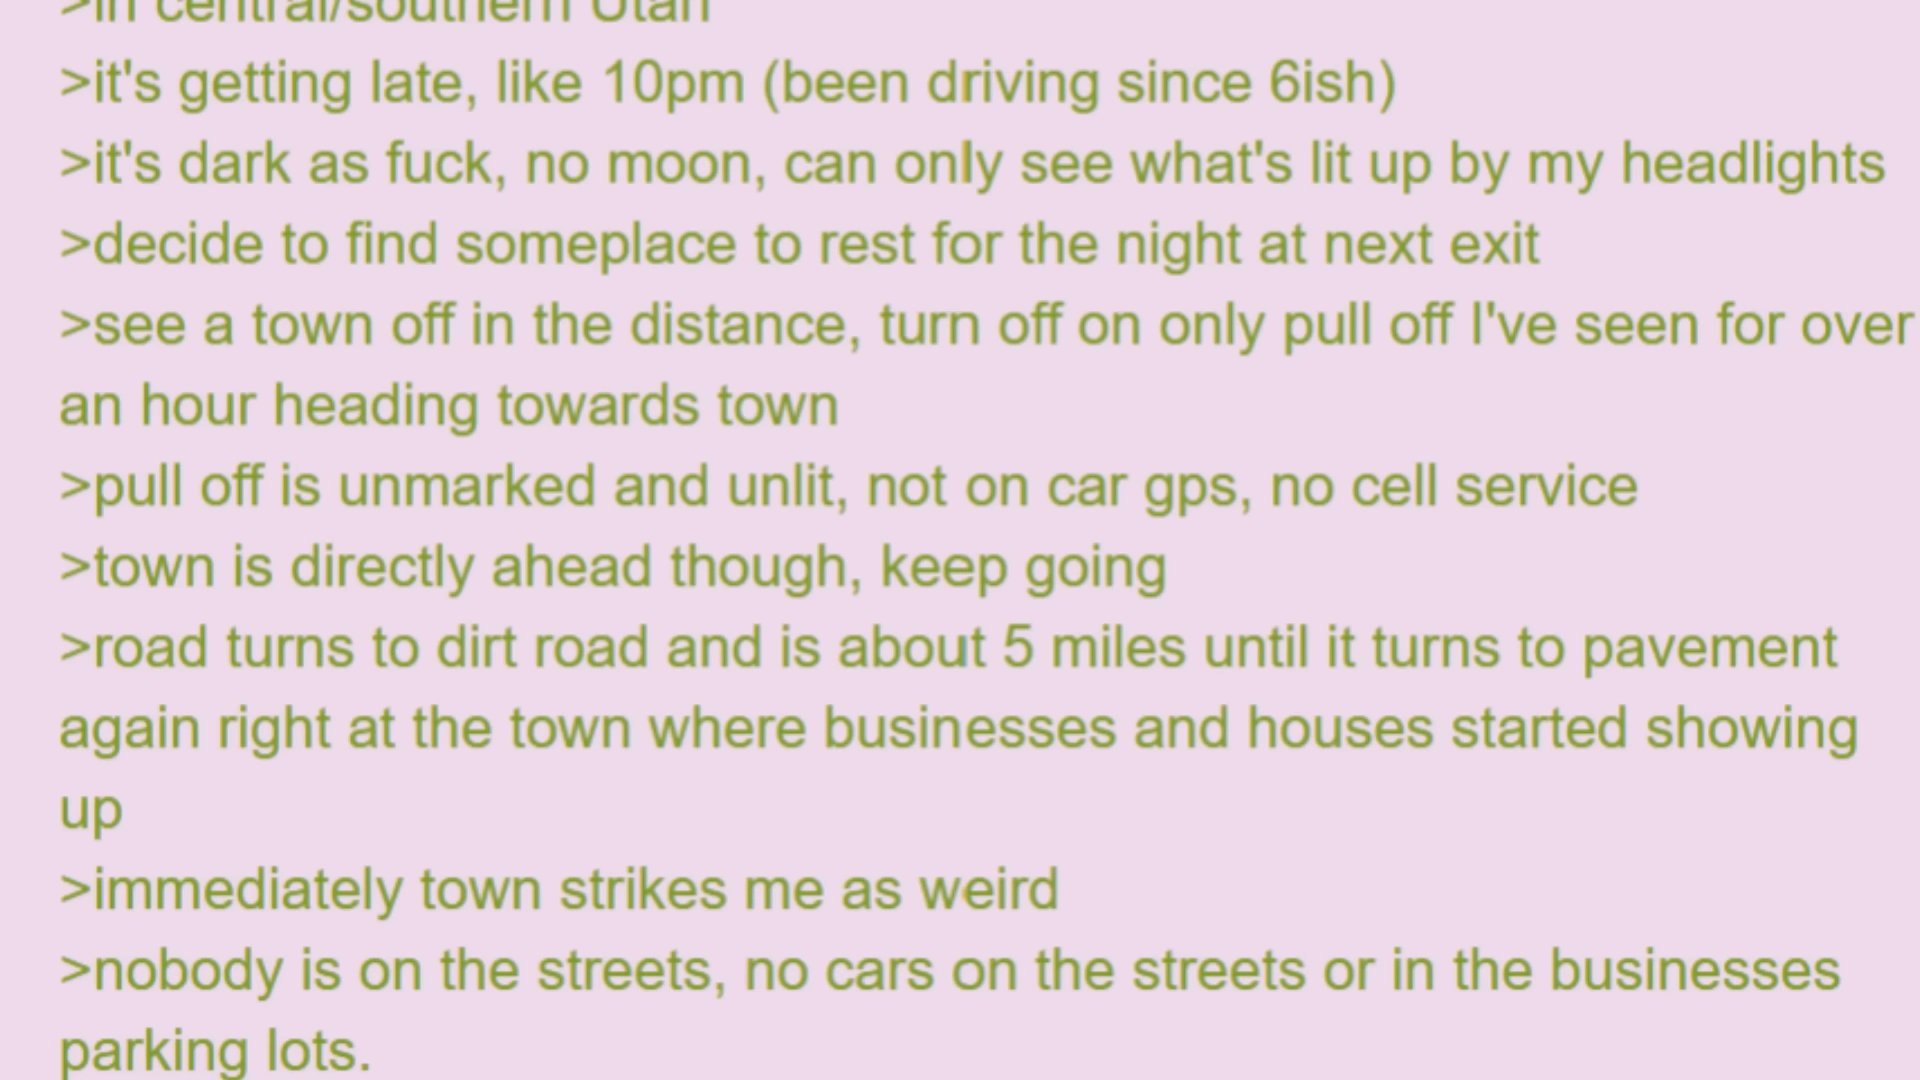 >in central/southern Utah
>it's getting late, like 10pm (been driving since 6ish)
>it's dark as fuck, no moon, can only see what's lit up by my headlights
>decide to find someplace to rest for the night at next exit
>see a town off in the distance, turn off on only pull off I've seen for over
an hour heading towards town
>pull off is unmarked and unlit, not on car gps, no cell service
>town is directly ahead though, keep going
>road turns to dirt road and is about 5 miles until it turns to pavement
again right at the town where businesses and houses started showing
up
>immediately town strikes me as weird
>nobody is on the streets, no cars on the streets or in the businesses
parking lots.